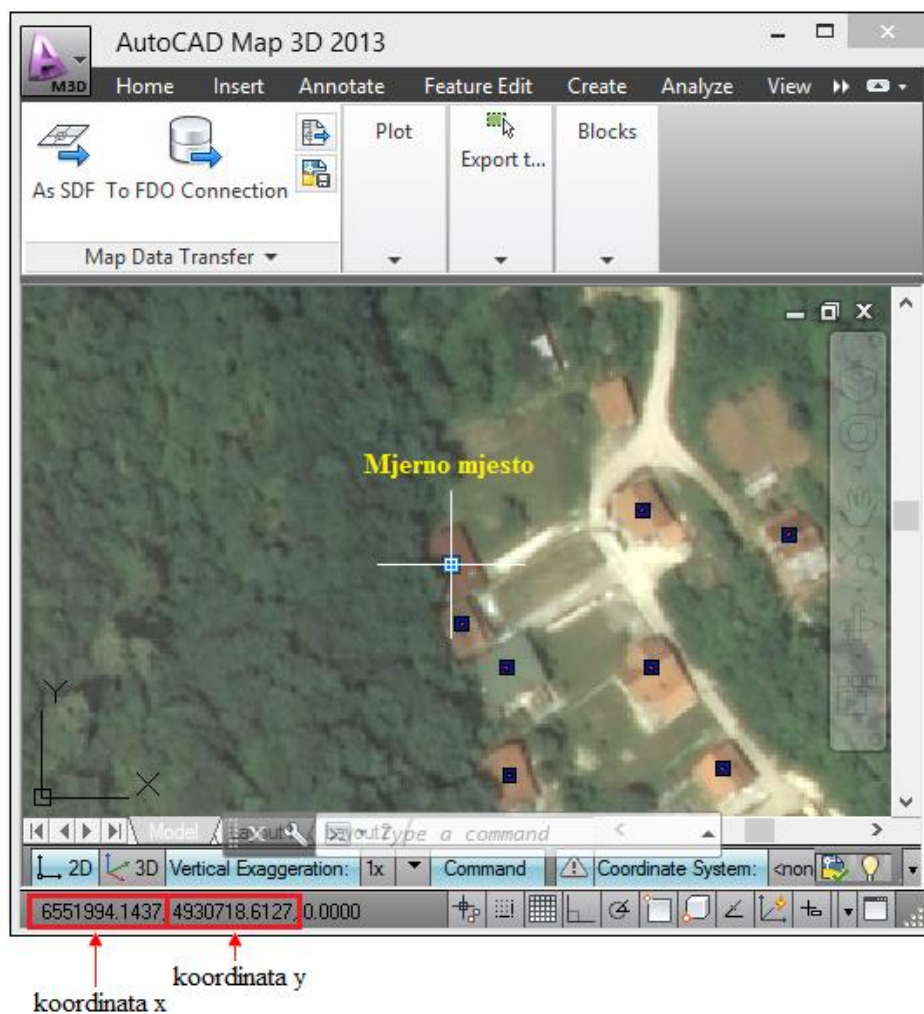 AutoCAD Map 3D 2013
M3D Home Insert Annotate Feature Edit Create Analyze View
As SDF To FDO Connection
Plot
Export t...
Blocks
Map Data Transfer
Mjerno mjesto
Y
X
Model
Type a command
2D 3D Vertical Exaggeration: 1x Command Coordinate System: <non
6551994.1437, 4930718.6127, 0.0000
koordinata y
koordinata x